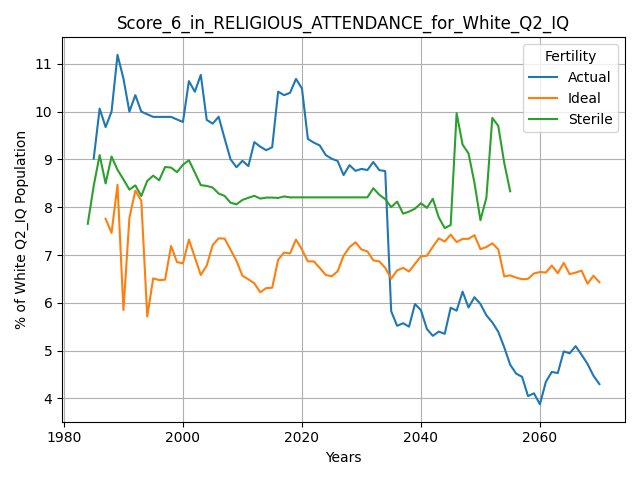 Score_6_in_RELIGIOUS_ATTENDANCE_for_White_Q2_IQ
Fertility
Actual
Ideal
Sterile
% of White Q2_IQ Population
11
10
9
8
7
6
5
4
1980
2000
2020
2040
2060
Years